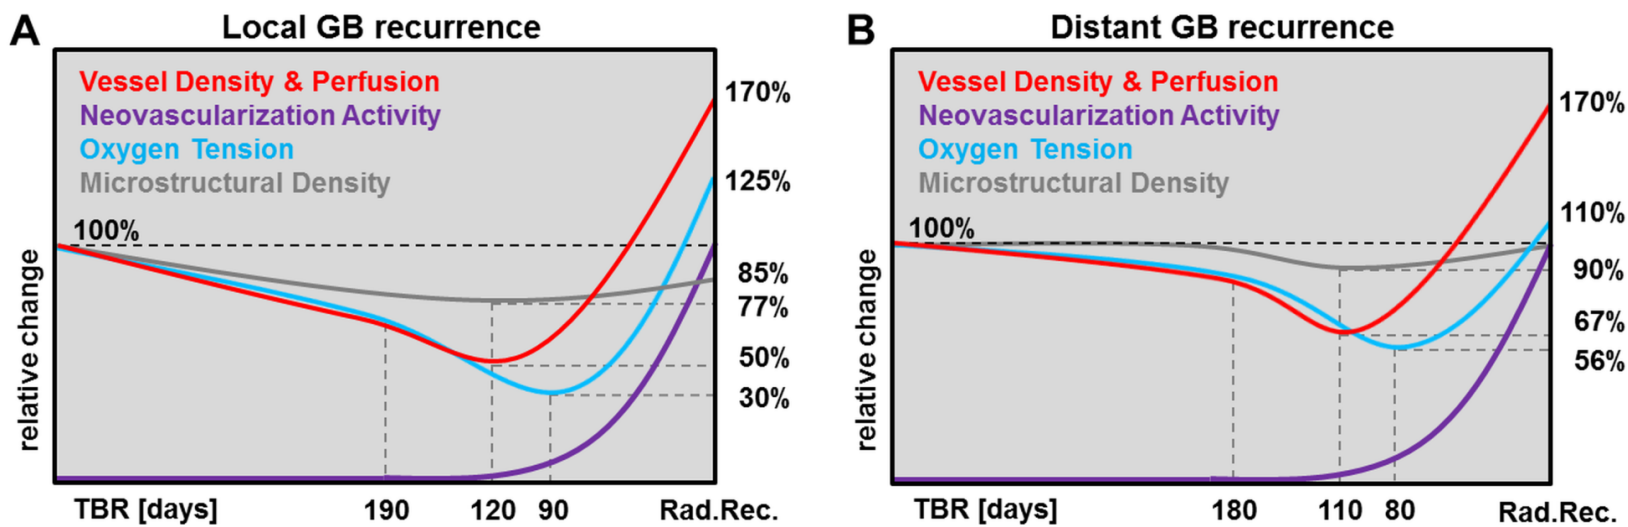 A
Local GB recurrence
Vessel Density & Perfusion
Neovascularization Activity
Oxygen Tension
Microstructural Density
100%
relative change
170%
125%
85%
77%
50%
30%
TBR [days]
190
120
90
Rad.Rec.
B
Distant GB recurrence
Vessel Density & Perfusion
Neovascularization Activity
Oxygen Tension
Microstructural Density
100%
relative change
170%
110%
90%
67%
56%
TBR [days]
180
110
80
Rad.Rec.